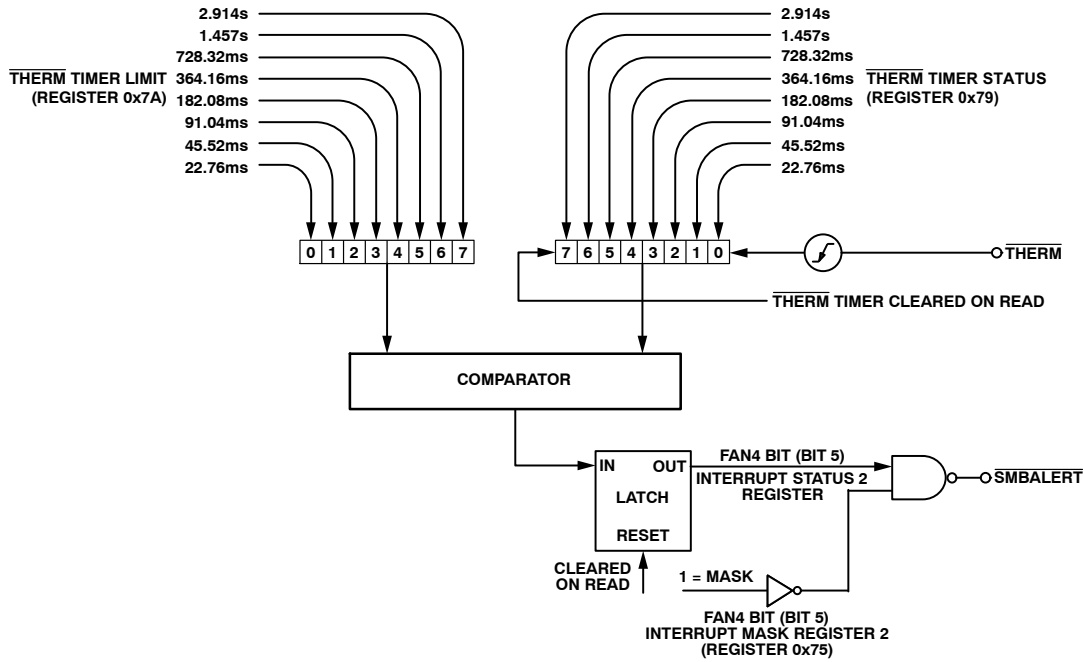 2.914s
1.457s
728.32ms
364.16ms
182.08ms
91.04ms
45.52ms
22.76ms
THERM TIMER LIMIT
(REGISTER 0x7A)
2.914s
1.457s
728.32ms
364.16ms
182.08ms
91.04ms
45.52ms
22.76ms
THERM TIMER STATUS
(REGISTER 0x79)
0 1 2 3 4 5 6 7
7 6 5 4 3 2 1 0
THERM
THERM TIMER CLEARED ON READ
COMPARATOR
IN OUT
LATCH
RESET
FAN4 BIT (BIT 5)
INTERRUPT STATUS 2
REGISTER
SMBALERT
CLEARED
ON READ
1 = MASK
FAN4 BIT (BIT 5)
INTERRUPT MASK REGISTER 2
(REGISTER 0x75)